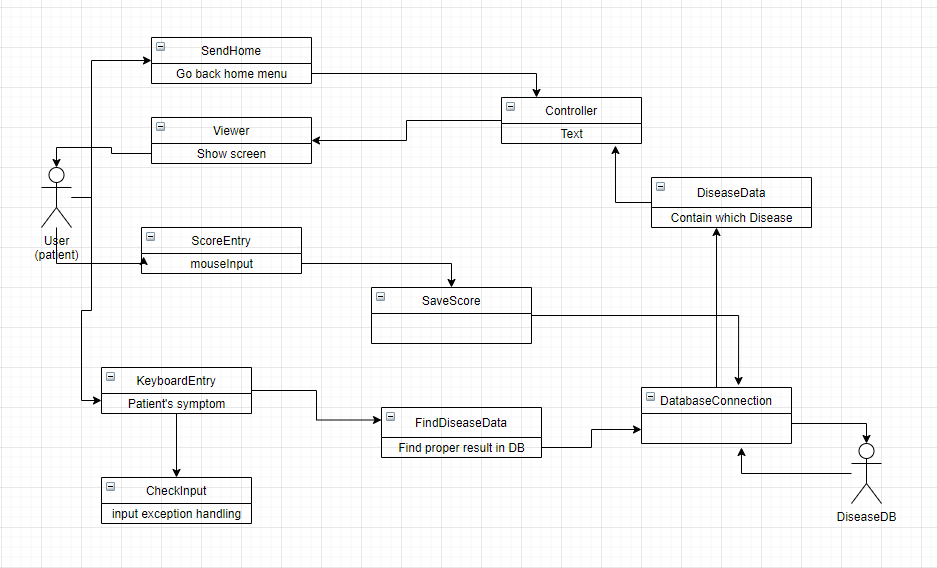 SendHome
Go back home menu
Controller
Text
Viewer
Show screen
DiseaseData
Contain which Disease
User
(patient)
ScoreEntry
mouseInput
SaveScore
KeyboardEntry
Patient's symptom
DatabaseConnection
FindDiseaseData
Find proper result in DB
CheckInput
input exception handling
DiseaseDB